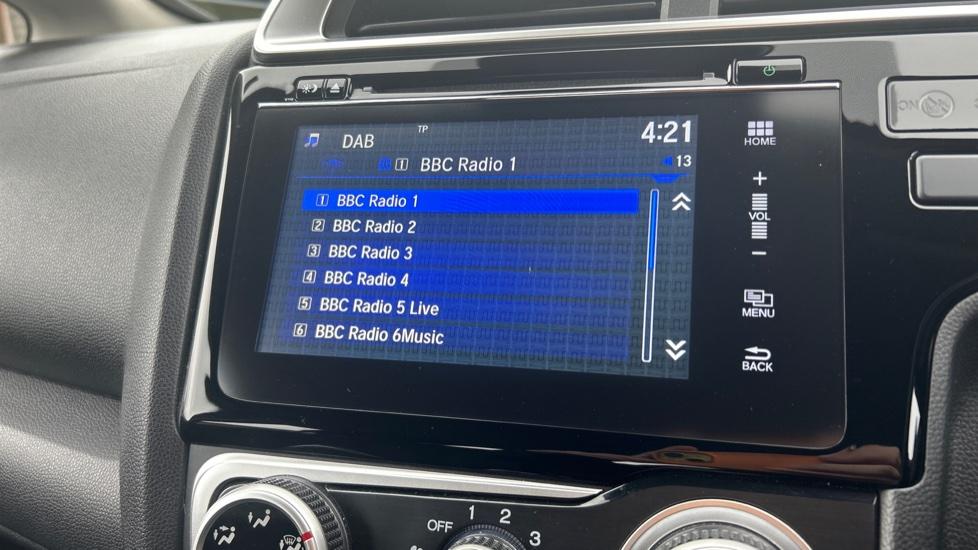 DAB TP 4:21
1 BBC Radio 1 13
1 BBC Radio 1
2 BBC Radio 2
3 BBC Radio 3
4 BBC Radio 4
5 BBC Radio 5 Live
6 BBC Radio 6Music
HOME
+
VOL
−
MENU
BACK
ON
OFF 1 2 3